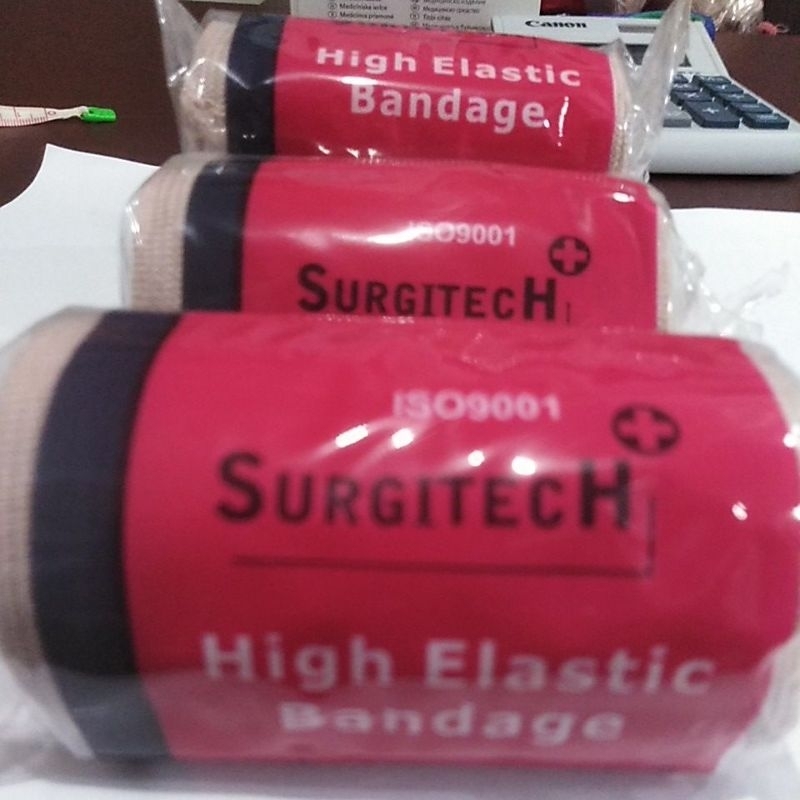 Canon
High Elastic
Bandage
ISO9001
SURGITECH
ISO9001
SURGITECH
High Elastic
Bandage